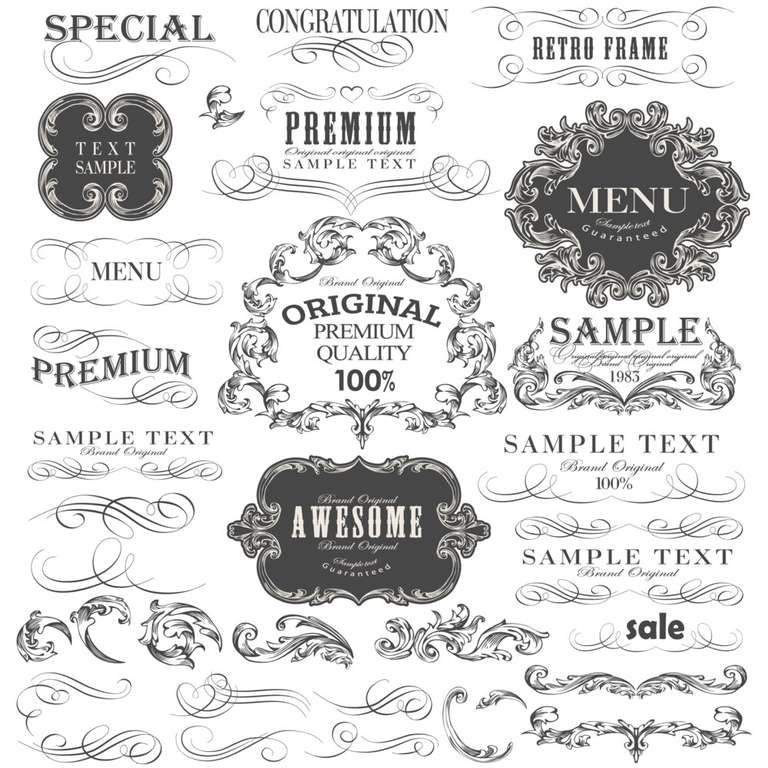 SPECIAL
CONGRATULATION
RETRO FRAME
TEXT
SAMPLE
PREMIUM
Original original original
SAMPLE TEXT
MENU
Sample text
Guaranteed
MENU
Brand Original
ORIGINAL
PREMIUM
QUALITY
100%
PREMIUM
SAMPLE
Original original original original
Brand Original
1983
SAMPLE TEXT
Brand Original
SAMPLE TEXT
Brand Original
100%
Brand Original
AWESOME
Brand Original
Sample text
Guaranteed
SAMPLE TEXT
Brand Original
sale